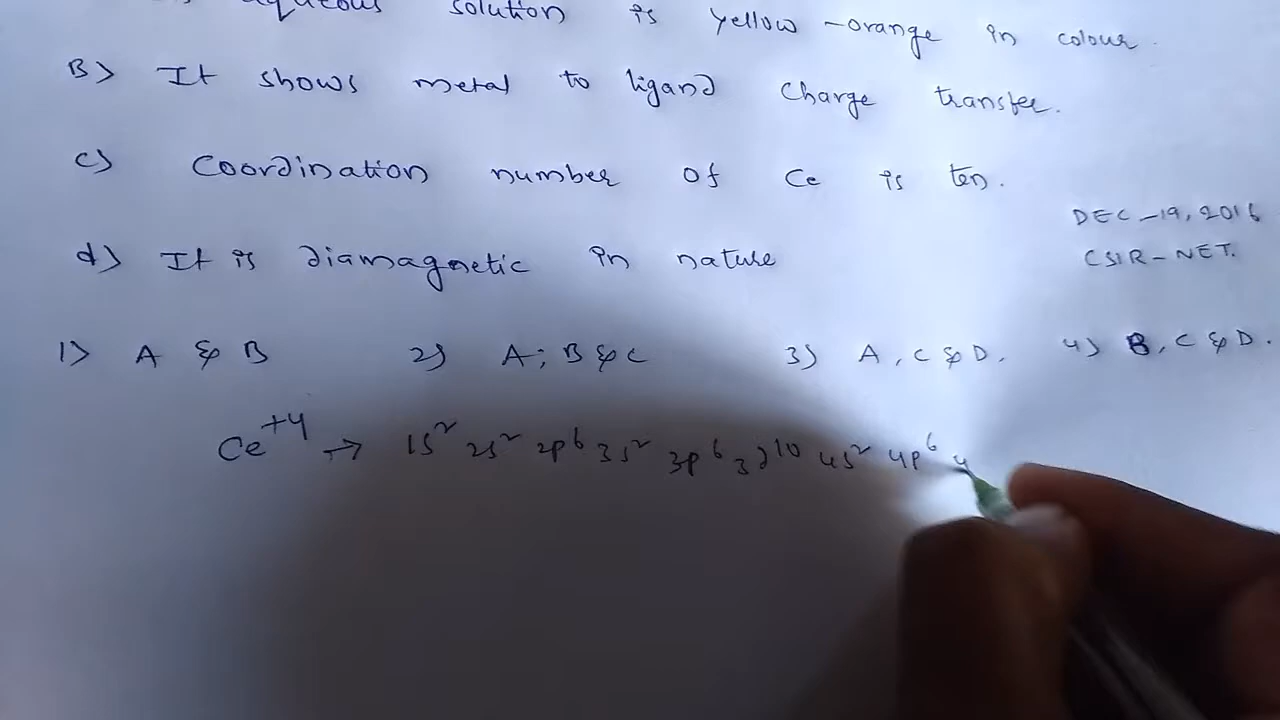 aqueous solution is yellow - orange in colour.
B) It shows metal to ligand charge transfer.
c) Coordination number of Ce is ten.
DEC - 19, 2016
d) It is diamagnetic in nature
CSIR - NET.
1) A & B 2) A, B & C 3) A, C & D. 4) B, C & D.
Ce+4 → 1s2 2s2 2p6 3s2 3p6 3d10 4s2 4p6 4